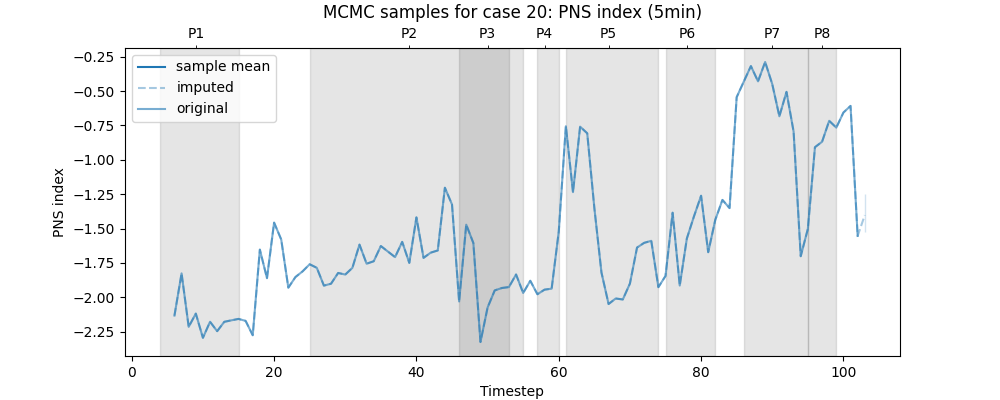 MCMC samples for case 20: PNS index (5min)
P1 P2 P3 P4 P5 P6 P7 P8
sample mean
imputed
original
−0.25
−0.50
−0.75
−1.00
−1.25
−1.50
−1.75
−2.00
−2.25
PNS index
0 20 40 60 80 100
Timestep